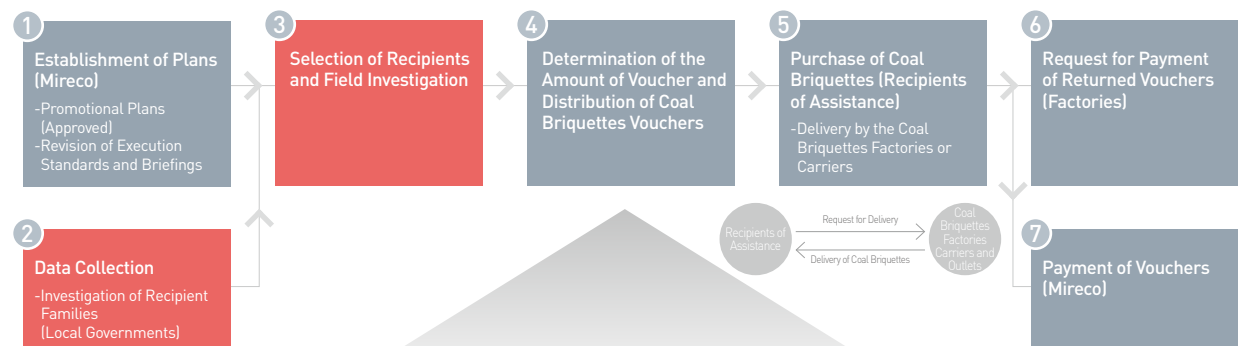 1
Establishment of Plans
(Mireco)
-Promotional Plans
(Approved)
-Revision of Execution
Standards and Briefings
2
Data Collection
-Investigation of Recipient
Families
(Local Governments)
3
Selection of Recipients
and Field Investigation
4
Determination of the
Amount of Voucher and
Distribution of Coal
Briquettes Vouchers
5
Purchase of Coal
Briquettes (Recipients
of Assistance)
-Delivery by the Coal
Briquettes Factories or
Carriers
Recipients of
Assistance
Request for Delivery
Delivery of Coal Briquettes
Coal
Briquettes
Factories
Carriers and
Outlets
6
Request for Payment
of Returned Vouchers
(Factories)
7
Payment of Vouchers
(Mireco)